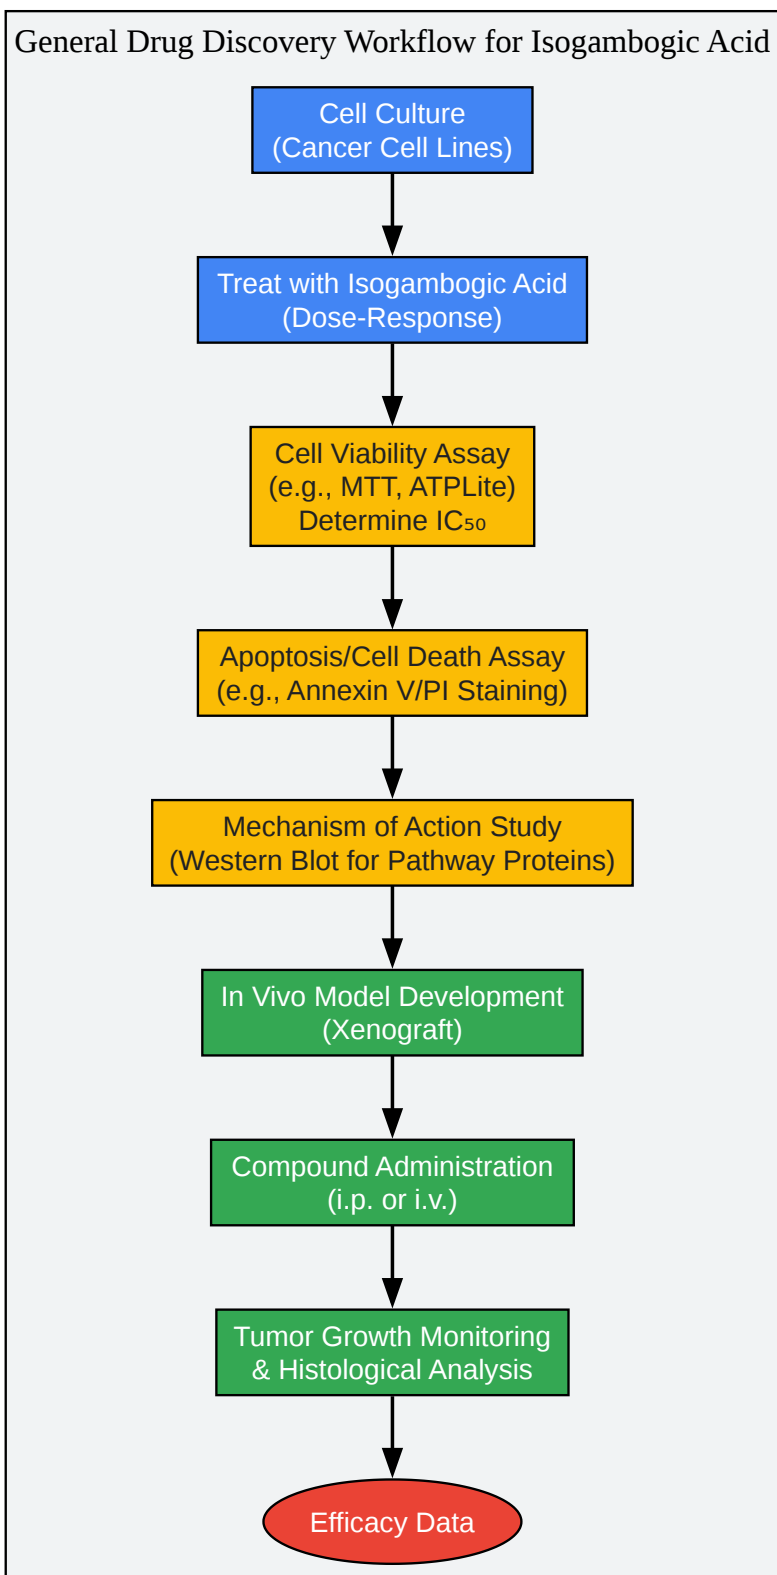 General Drug Discovery Workflow for Isogambogic Acid
Cell Culture
(Cancer Cell Lines)
Treat with Isogambogic Acid
(Dose-Response)
Cell Viability Assay
(e.g., MTT, ATPLite)
Determine IC₅₀
Apoptosis/Cell Death Assay
(e.g., Annexin V/PI Staining)
Mechanism of Action Study
(Western Blot for Pathway Proteins)
In Vivo Model Development
(Xenograft)
Compound Administration
(i.p. or i.v.)
Tumor Growth Monitoring
& Histological Analysis
Efficacy Data